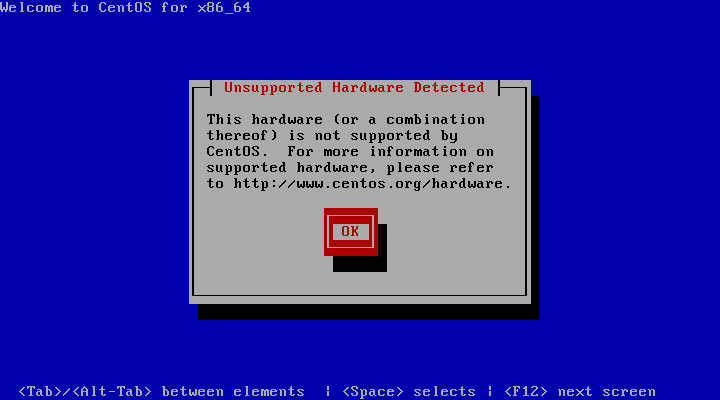 Welcome to CentOS for x86_64
Unsupported Hardware Detected
This hardware (or a combination
thereof) is not supported by
CentOS.  For more information on
supported hardware, please refer
to http://www.centos.org/hardware.
OK
<Tab>/<Alt-Tab> between elements  | <Space> selects | <F12> next screen